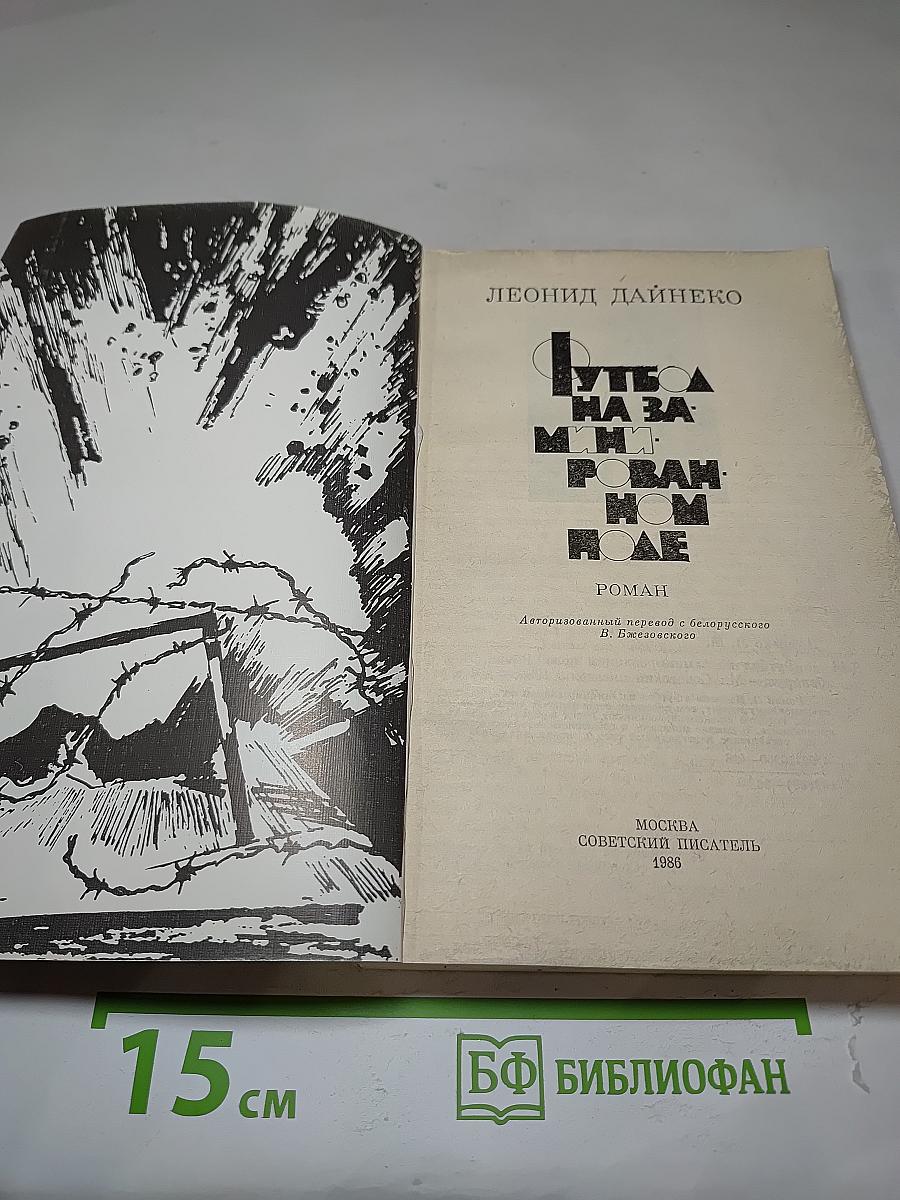 ЛЕОНИД ДАЙНЕКО
ФУТБОЛ
НА ЗА-
МИНИ-
РОВАН-
НОМ
ПОЛЕ
РОМАН
Авторизованный перевод с белорусского
В. Бжезовского
МОСКВА
СОВЕТСКИЙ ПИСАТЕЛЬ
1986
15 см
БФ БИБЛИОФАН